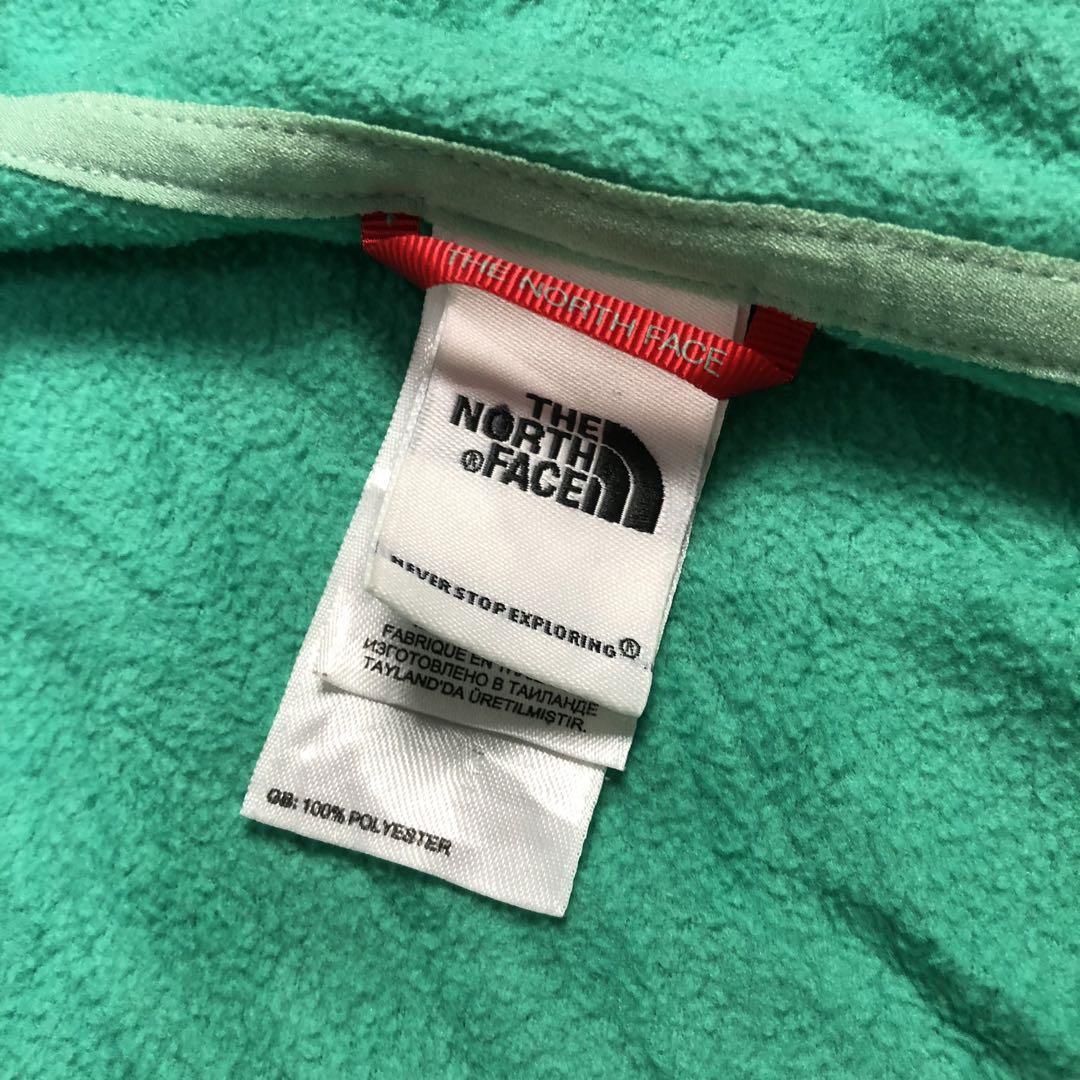 THE NORTH FACE
THE
NORTH
®FACE
NEVER STOP EXPLORING®
FABRIQUE EN
ИЗГОТОВЛЕНО В ТАИЛАНДЕ
TAYLAND'DA ÜRETILMIŞTIR.
GB: 100% POLYESTER